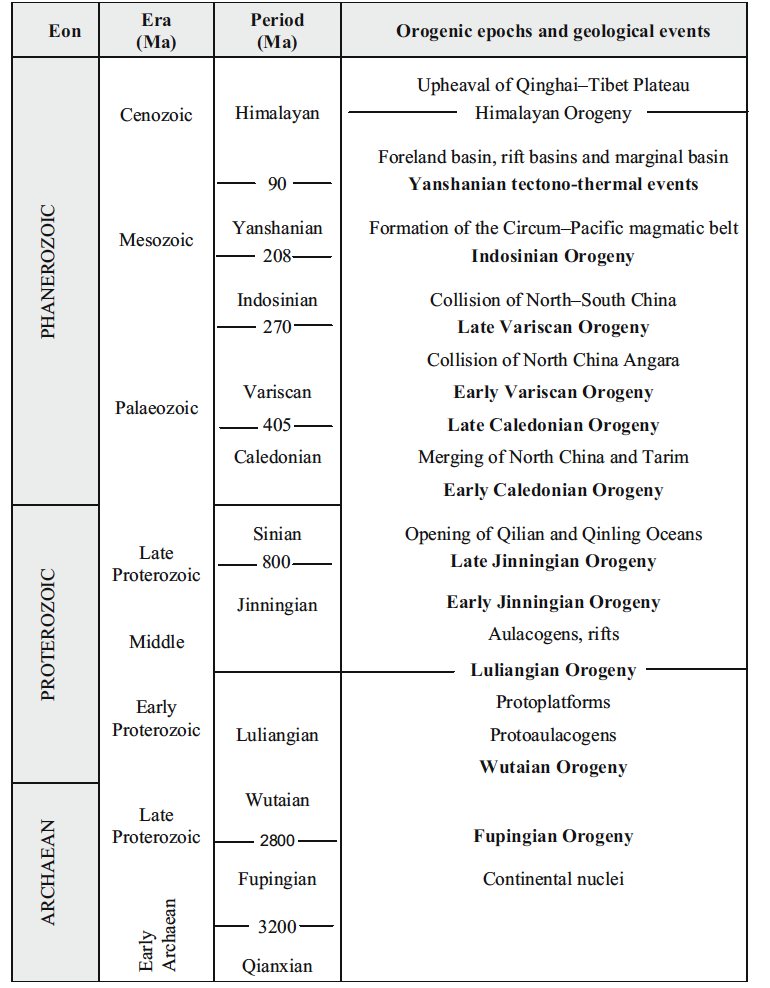 Eon
Era
(Ma)
Period
(Ma)
Orogenic epochs and geological events
PHANEROZOIC
Cenozoic
Himalayan
Upheaval of Qinghai–Tibet Plateau
Himalayan Orogeny
Foreland basin, rift basins and marginal basin
90
Yanshanian tectono-thermal events
Mesozoic
Yanshanian
Formation of the Circum–Pacific magmatic belt
208
Indosinian Orogeny
Indosinian
Collision of North–South China
270
Late Variscan Orogeny
Collision of North China Angara
Palaeozoic
Variscan
Early Variscan Orogeny
405
Late Caledonian Orogeny
Caledonian
Merging of North China and Tarim
Early Caledonian Orogeny
PROTEROZOIC
Late
Proterozoic
Sinian
Opening of Qilian and Qinling Oceans
800
Late Jinningian Orogeny
Jinningian
Early Jinningian Orogeny
Middle
Aulacogens, rifts
Luliangian Orogeny
Early
Proterozoic
Protoplatforms
Luliangian
Protoaulacogens
Wutaian Orogeny
ARCHAEAN
Late
Proterozoic
Wutaian
2800
Fupingian Orogeny
Fupingian
Continental nuclei
Early
Archaean
3200
Qianxian